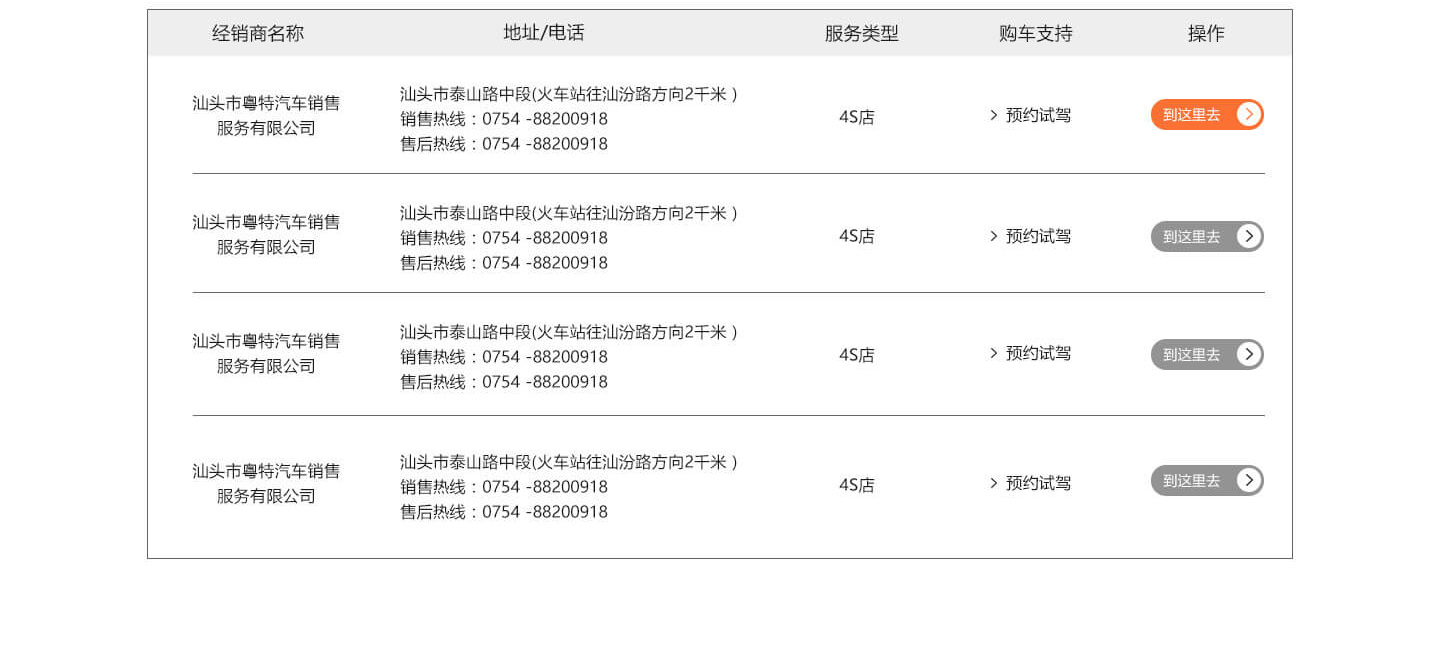 经销商名称 地址/电话 服务类型 购车支持 操作
汕头市粤特汽车销售
服务有限公司
汕头市泰山路中段(火车站往汕汾路方向2千米 )
销售热线：0754 -88200918
售后热线：0754 -88200918
4S店
预约试驾
到这里去
汕头市粤特汽车销售
服务有限公司
汕头市泰山路中段(火车站往汕汾路方向2千米 )
销售热线：0754 -88200918
售后热线：0754 -88200918
4S店
预约试驾
到这里去
汕头市粤特汽车销售
服务有限公司
汕头市泰山路中段(火车站往汕汾路方向2千米 )
销售热线：0754 -88200918
售后热线：0754 -88200918
4S店
预约试驾
到这里去
汕头市粤特汽车销售
服务有限公司
汕头市泰山路中段(火车站往汕汾路方向2千米 )
销售热线：0754 -88200918
售后热线：0754 -88200918
4S店
预约试驾
到这里去